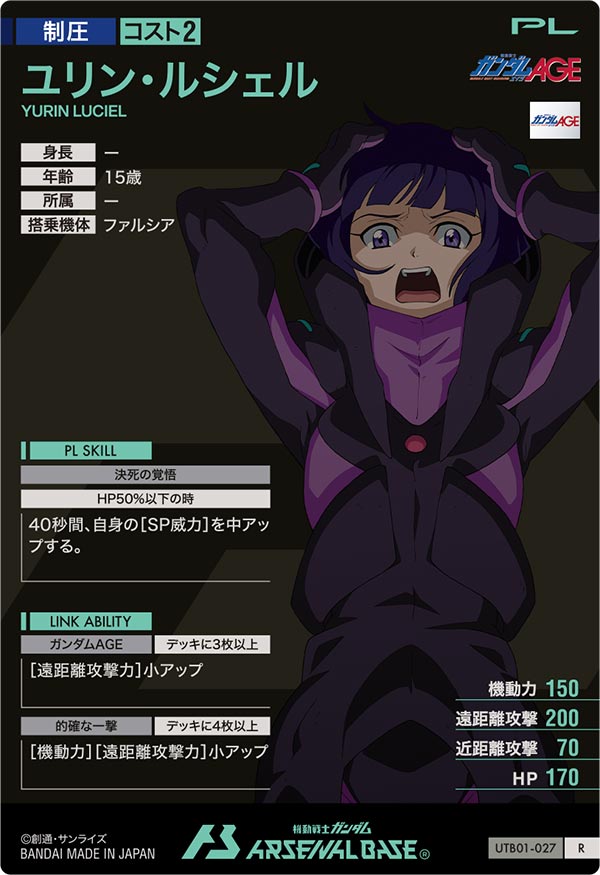 制圧 コスト2 PL
ユリン・ルシェル
YURIN LUCIEL
ガンダムAGE
ガンダムAGE
身長 ー
年齢 15歳
所属 ー
搭乗機体 ファルシア
PL SKILL
決死の覚悟
HP50%以下の時
40秒間、自身の[SP威力]を中アッ
プする。
LINK ABILITY
ガンダムAGE デッキに3枚以上
[遠距離攻撃力]小アップ
的確な一撃 デッキに4枚以上
[機動力][遠距離攻撃力]小アップ
機動力 150
遠距離攻撃 200
近距離攻撃 70
HP 170
©創通・サンライズ
BANDAI MADE IN JAPAN
機動戦士ガンダム
ARSENAL BASE®
UTB01-027 R